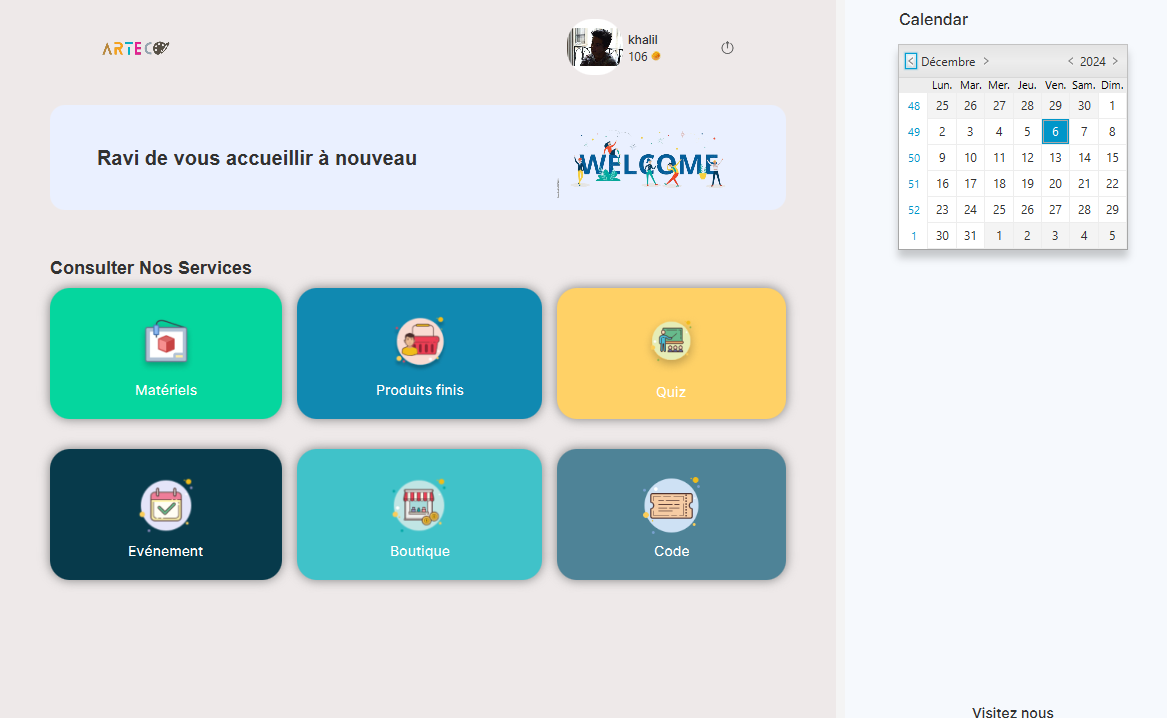 ARTECO
khalil
106
Ravi de vous accueillir à nouveau
WELCOME
Consulter Nos Services
Matériels
Produits finis
Quiz
Evénement
Boutique
Code
Calendar
< Décembre > < 2024 >
Lun. Mar. Mer. Jeu. Ven. Sam. Dim.
48 25 26 27 28 29 30 1
49 2 3 4 5 6 7 8
50 9 10 11 12 13 14 15
51 16 17 18 19 20 21 22
52 23 24 25 26 27 28 29
1 30 31 1 2 3 4 5
Visitez nous